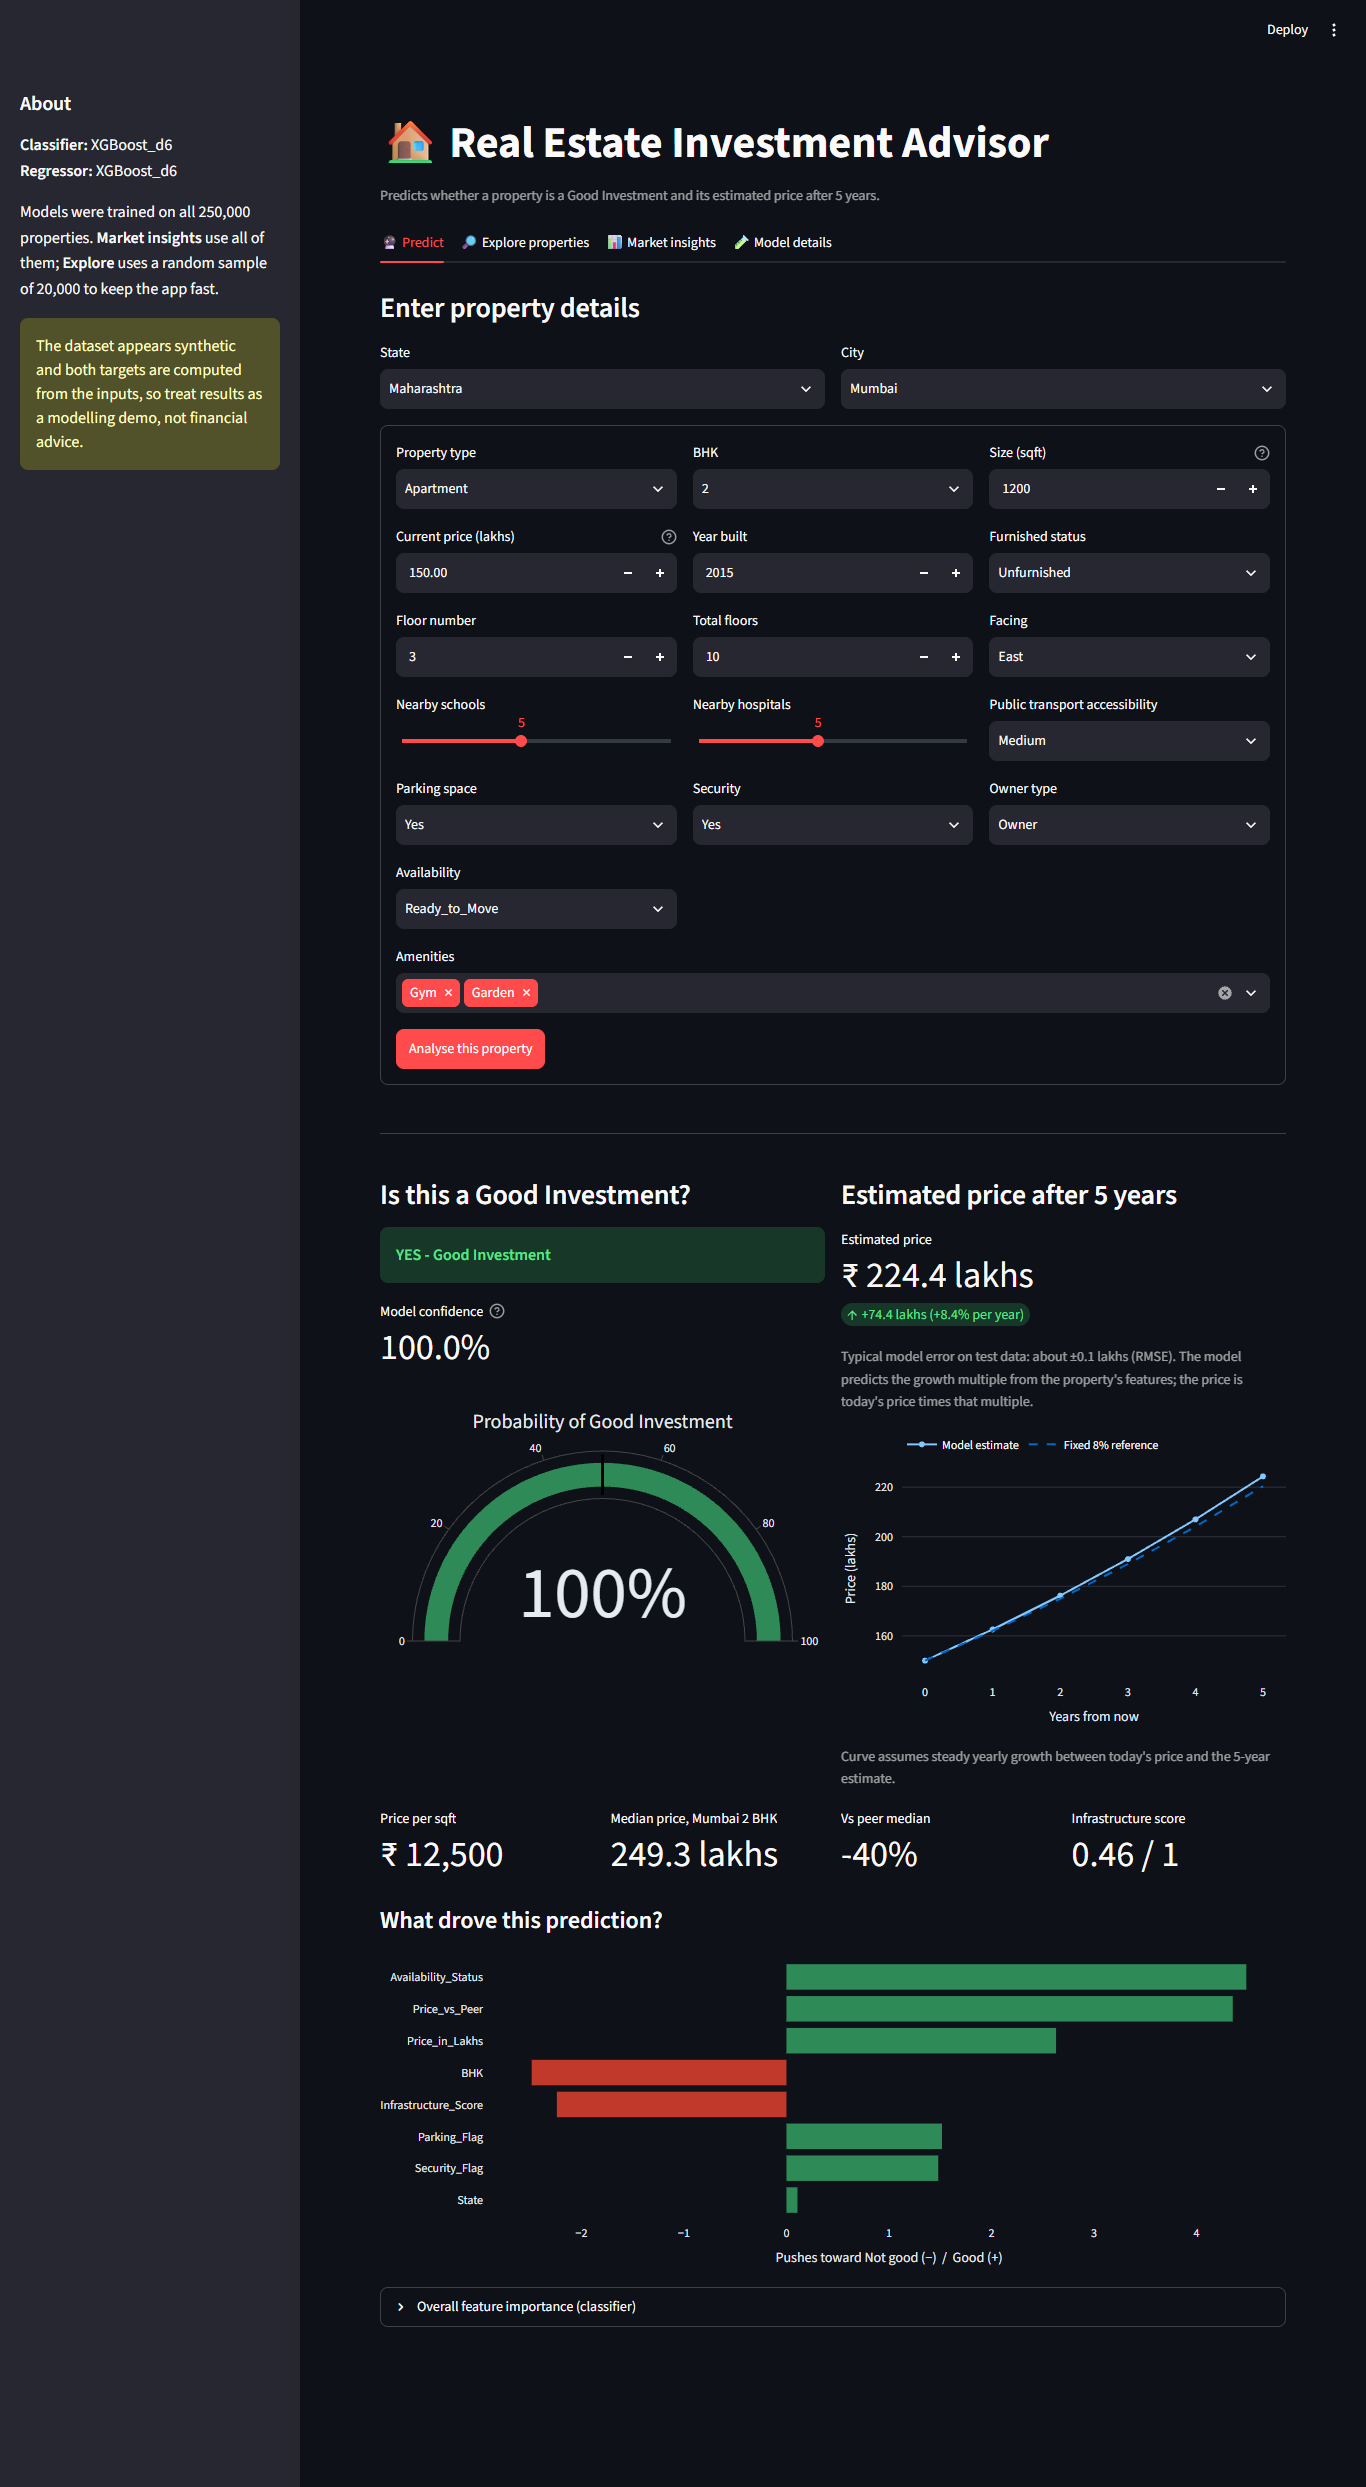 Deploy
About
Classifier: XGBoost_d6
Regressor: XGBoost_d6
Models were trained on all 250,000
properties. Market insights use all of
them; Explore uses a random sample
of 20,000 to keep the app fast.
The dataset appears synthetic
and both targets are computed
from the inputs, so treat results as
a modelling demo, not financial
advice.
Real Estate Investment Advisor
Predicts whether a property is a Good Investment and its estimated price after 5 years.
Predict Explore properties Market insights Model details
Enter property details
State City
Maharashtra Mumbai
Property type BHK Size (sqft)
Apartment 2 1200
Current price (lakhs) Year built Furnished status
150.00 2015 Unfurnished
Floor number Total floors Facing
3 10 East
Nearby schools Nearby hospitals Public transport accessibility
5 5
Medium
Parking space Security Owner type
Yes Yes Owner
Availability
Ready_to_Move
Amenities
Gym × Garden ×
Analyse this property
Is this a Good Investment?
YES - Good Investment
Model confidence
100.0%
Probability of Good Investment
0
20
40
60
80
100
100%
Estimated price after 5 years
Estimated price
₹ 224.4 lakhs
↑ +74.4 lakhs (+8.4% per year)
Typical model error on test data: about ±0.1 lakhs (RMSE). The model
predicts the growth multiple from the property's features; the price is
today's price times that multiple.
Model estimate Fixed 8% reference
220
200
180
160
Price (lakhs)
0 1 2 3 4 5
Years from now
Curve assumes steady yearly growth between today's price and the 5-year
estimate.
Price per sqft Median price, Mumbai 2 BHK Vs peer median Infrastructure score
₹ 12,500 249.3 lakhs -40% 0.46 / 1
What drove this prediction?
Availability_Status
Price_vs_Peer
Price_in_Lakhs
BHK
Infrastructure_Score
Parking_Flag
Security_Flag
State
−2 −1 0 1 2 3 4
Pushes toward Not good (−) / Good (+)
Overall feature importance (classifier)